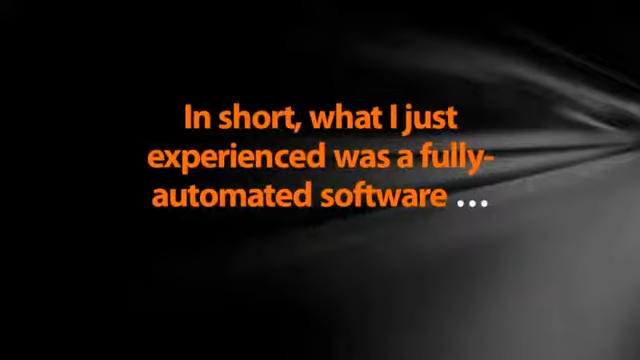 In short, what I just
experienced was a fully-
automated software ...